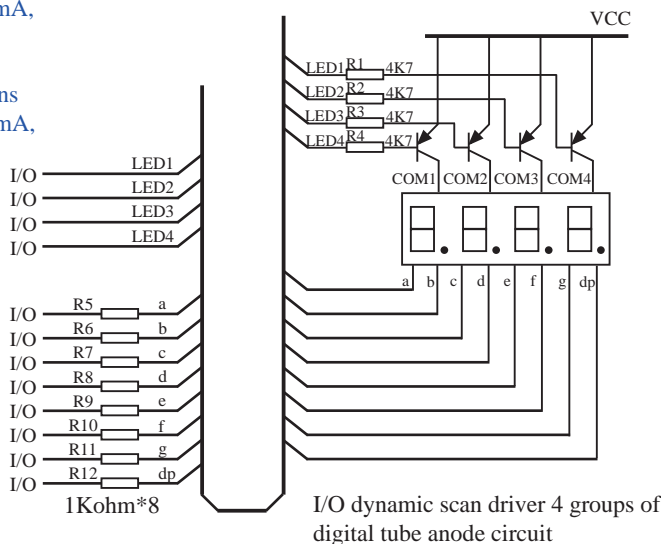 mA,
ns
mA,
VCC
LED1 R1 4K7
LED2 R2 4K7
LED3 R3 4K7
LED4 R4 4K7
COM1 COM2 COM3 COM4
I/O LED1
I/O LED2
I/O LED3
I/O LED4
a b c d e f g dp
I/O R5 a
I/O R6 b
I/O R7 c
I/O R8 d
I/O R9 e
I/O R10 f
I/O R11 g
I/O R12 dp
1Kohm*8
I/O dynamic scan driver 4 groups of
digital tube anode circuit